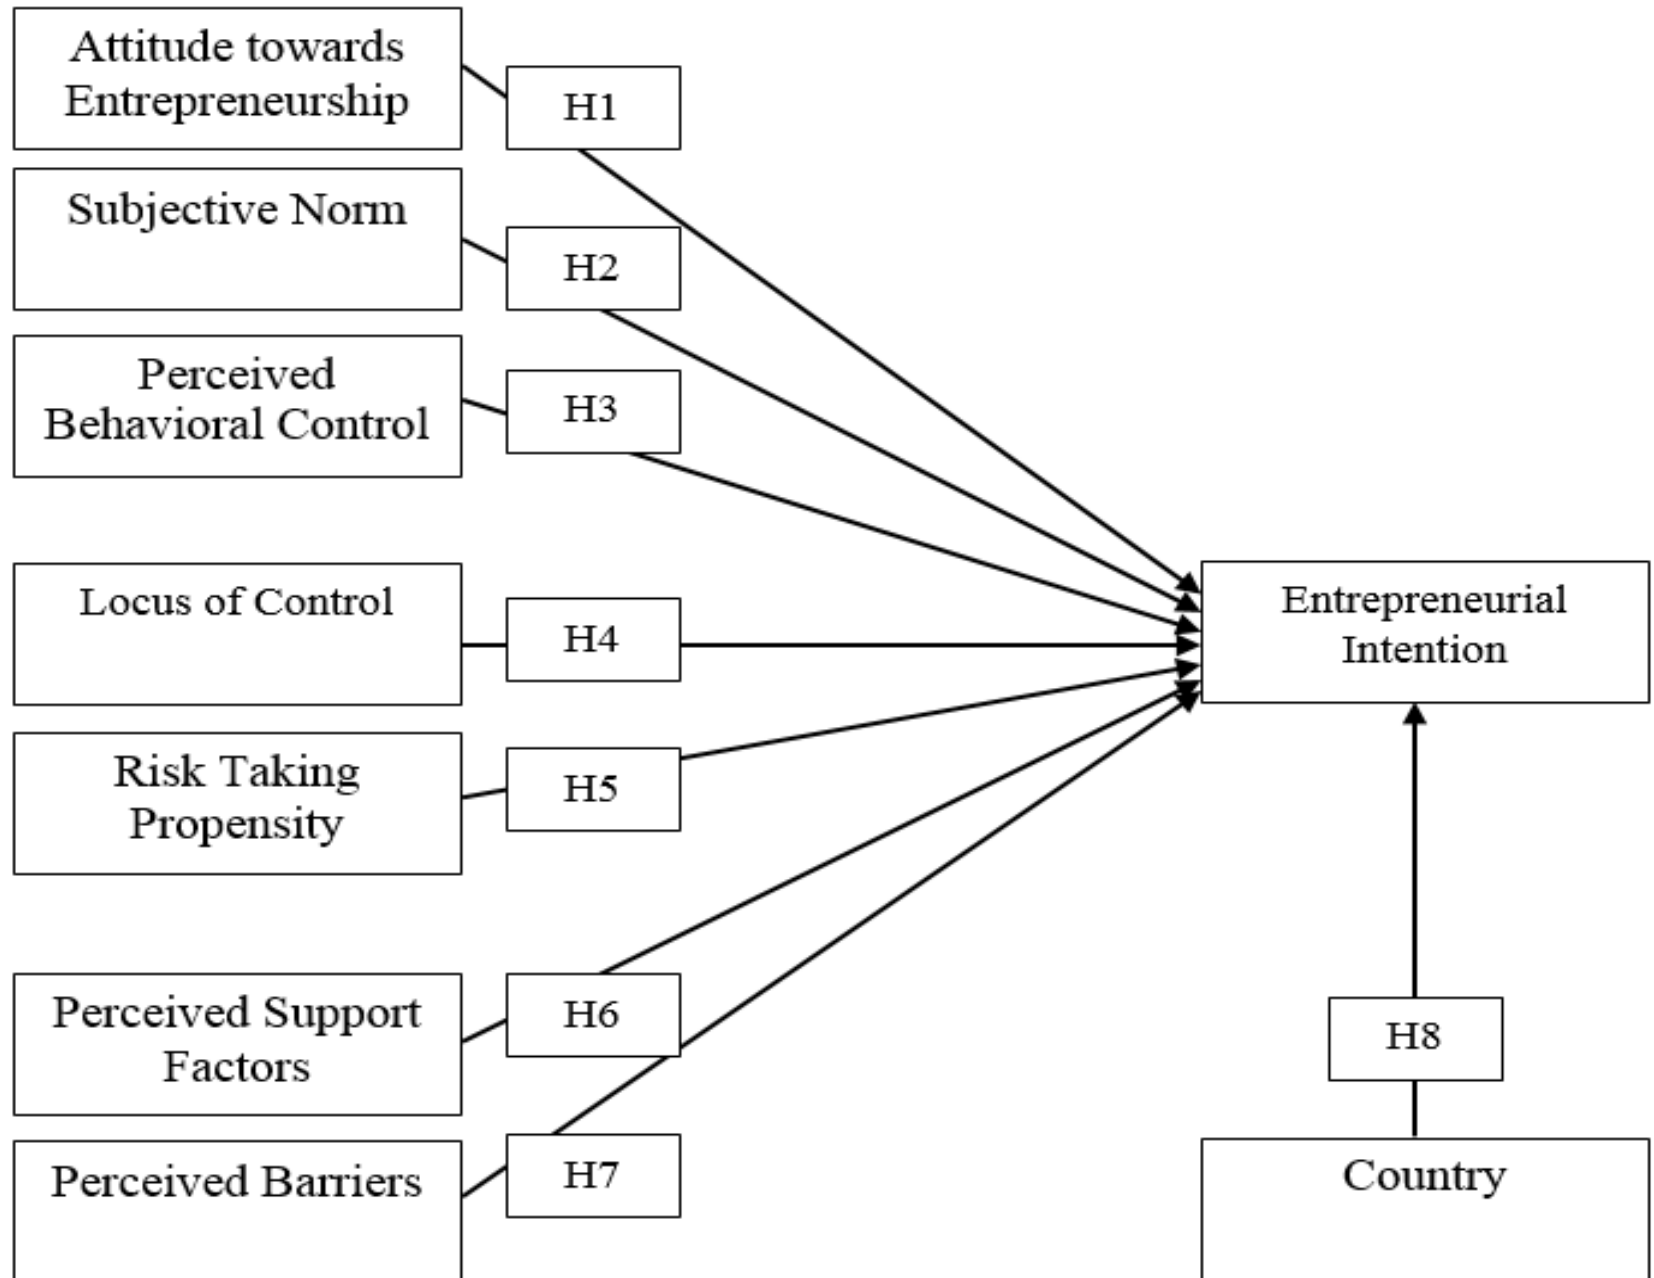 Attitude towards
Entrepreneurship
H1
Subjective Norm
H2
Perceived
Behavioral Control
H3
Locus of Control
H4
Entrepreneurial
Intention
Risk Taking
Propensity
H5
Perceived Support
Factors
H6
H8
Perceived Barriers
H7
Country